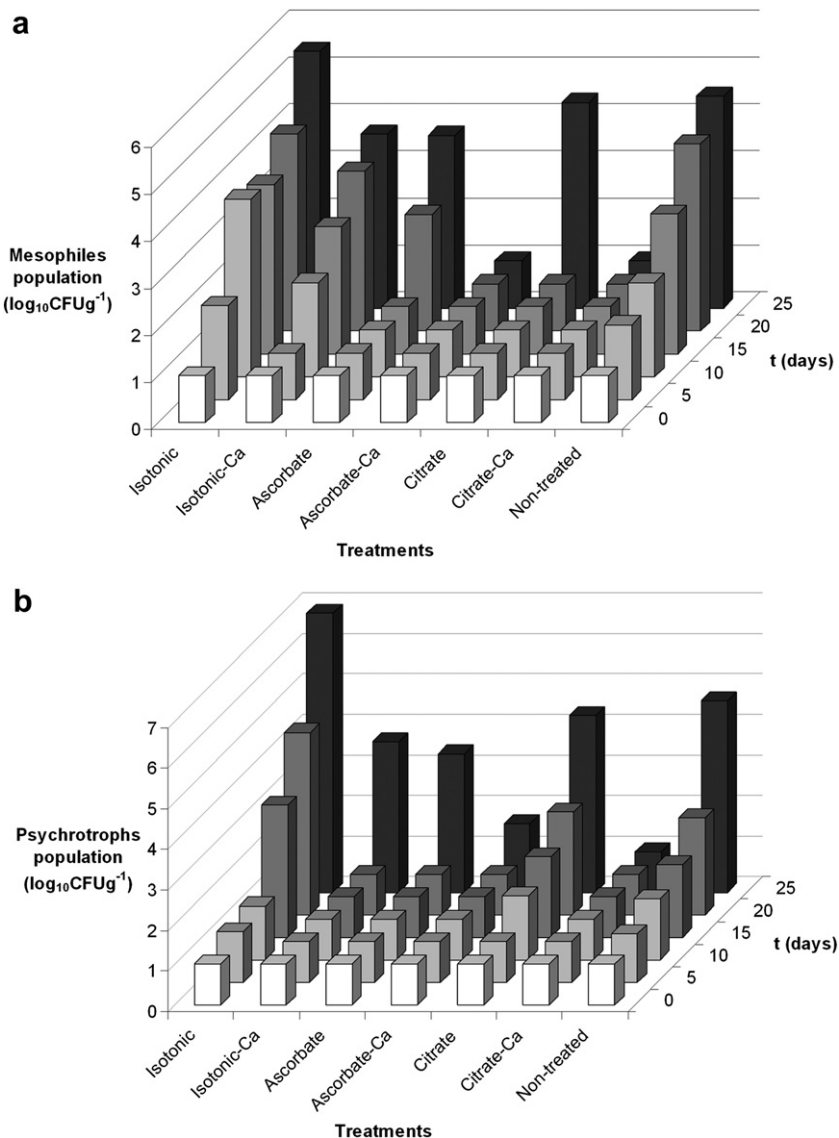 a
6
5
4
3
2
1
0
Mesophiles
population
(log₁₀CFUg⁻¹)
25
20
15
10
5
0
t (days)
Isotonic
Isotonic-Ca
Ascorbate
Ascorbate-Ca
Citrate
Citrate-Ca
Non-treated
Treatments
b
7
6
5
4
3
2
1
0
Psychrotrophs
population
(log₁₀CFUg⁻¹)
25
20
15
10
5
0
t (days)
Isotonic
Isotonic-Ca
Ascorbate
Ascorbate-Ca
Citrate
Citrate-Ca
Non-treated
Treatments